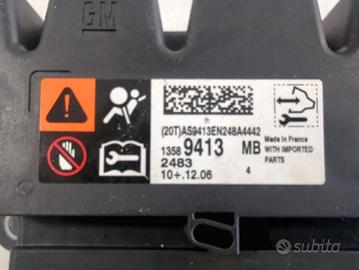 GM
(20T)AS9413EN248A4442
1358 9413 MB
2483
10+.12.06 4
Made in France
WITH IMPORTED
PARTS
subito